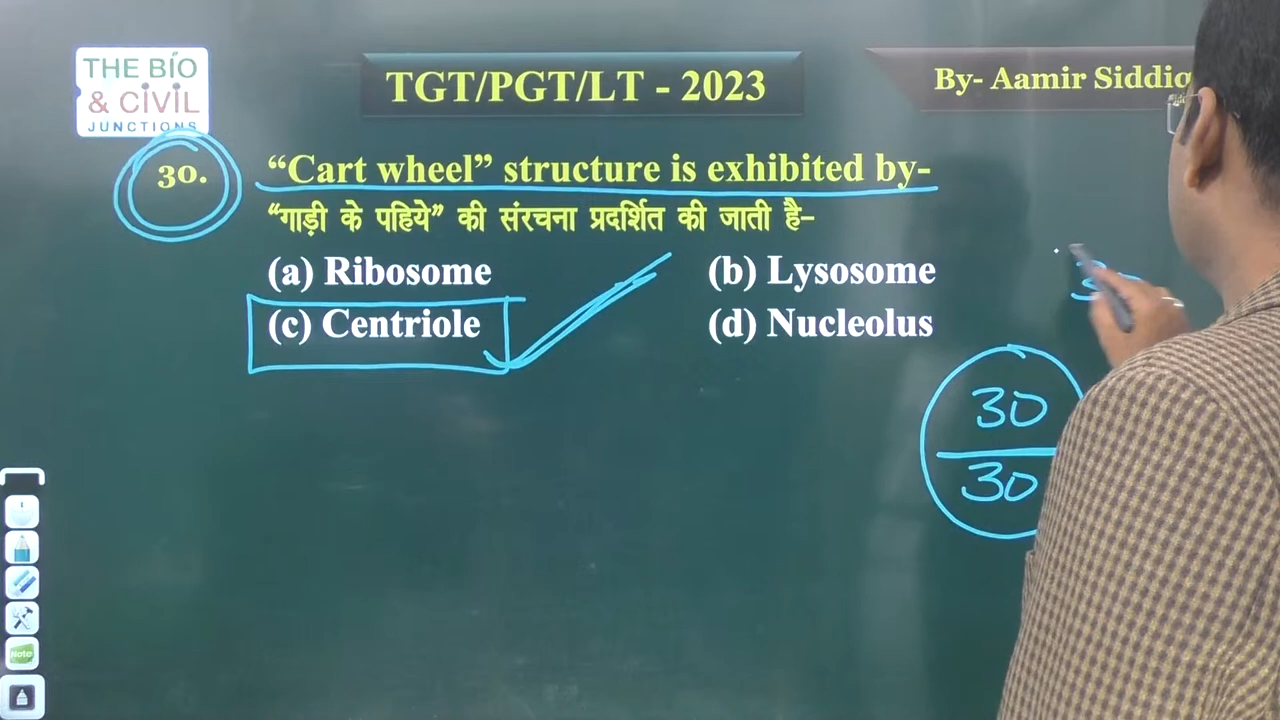 THE BIO
& CIVIL
JUNCTIONS
TGT/PGT/LT - 2023
By- Aamir Siddiq
30. “Cart wheel” structure is exhibited by-
“गाड़ी के पहिये” की संरचना प्रदर्शित की जाती है-
(a) Ribosome (b) Lysosome
(c) Centriole (d) Nucleolus
30
30
Note